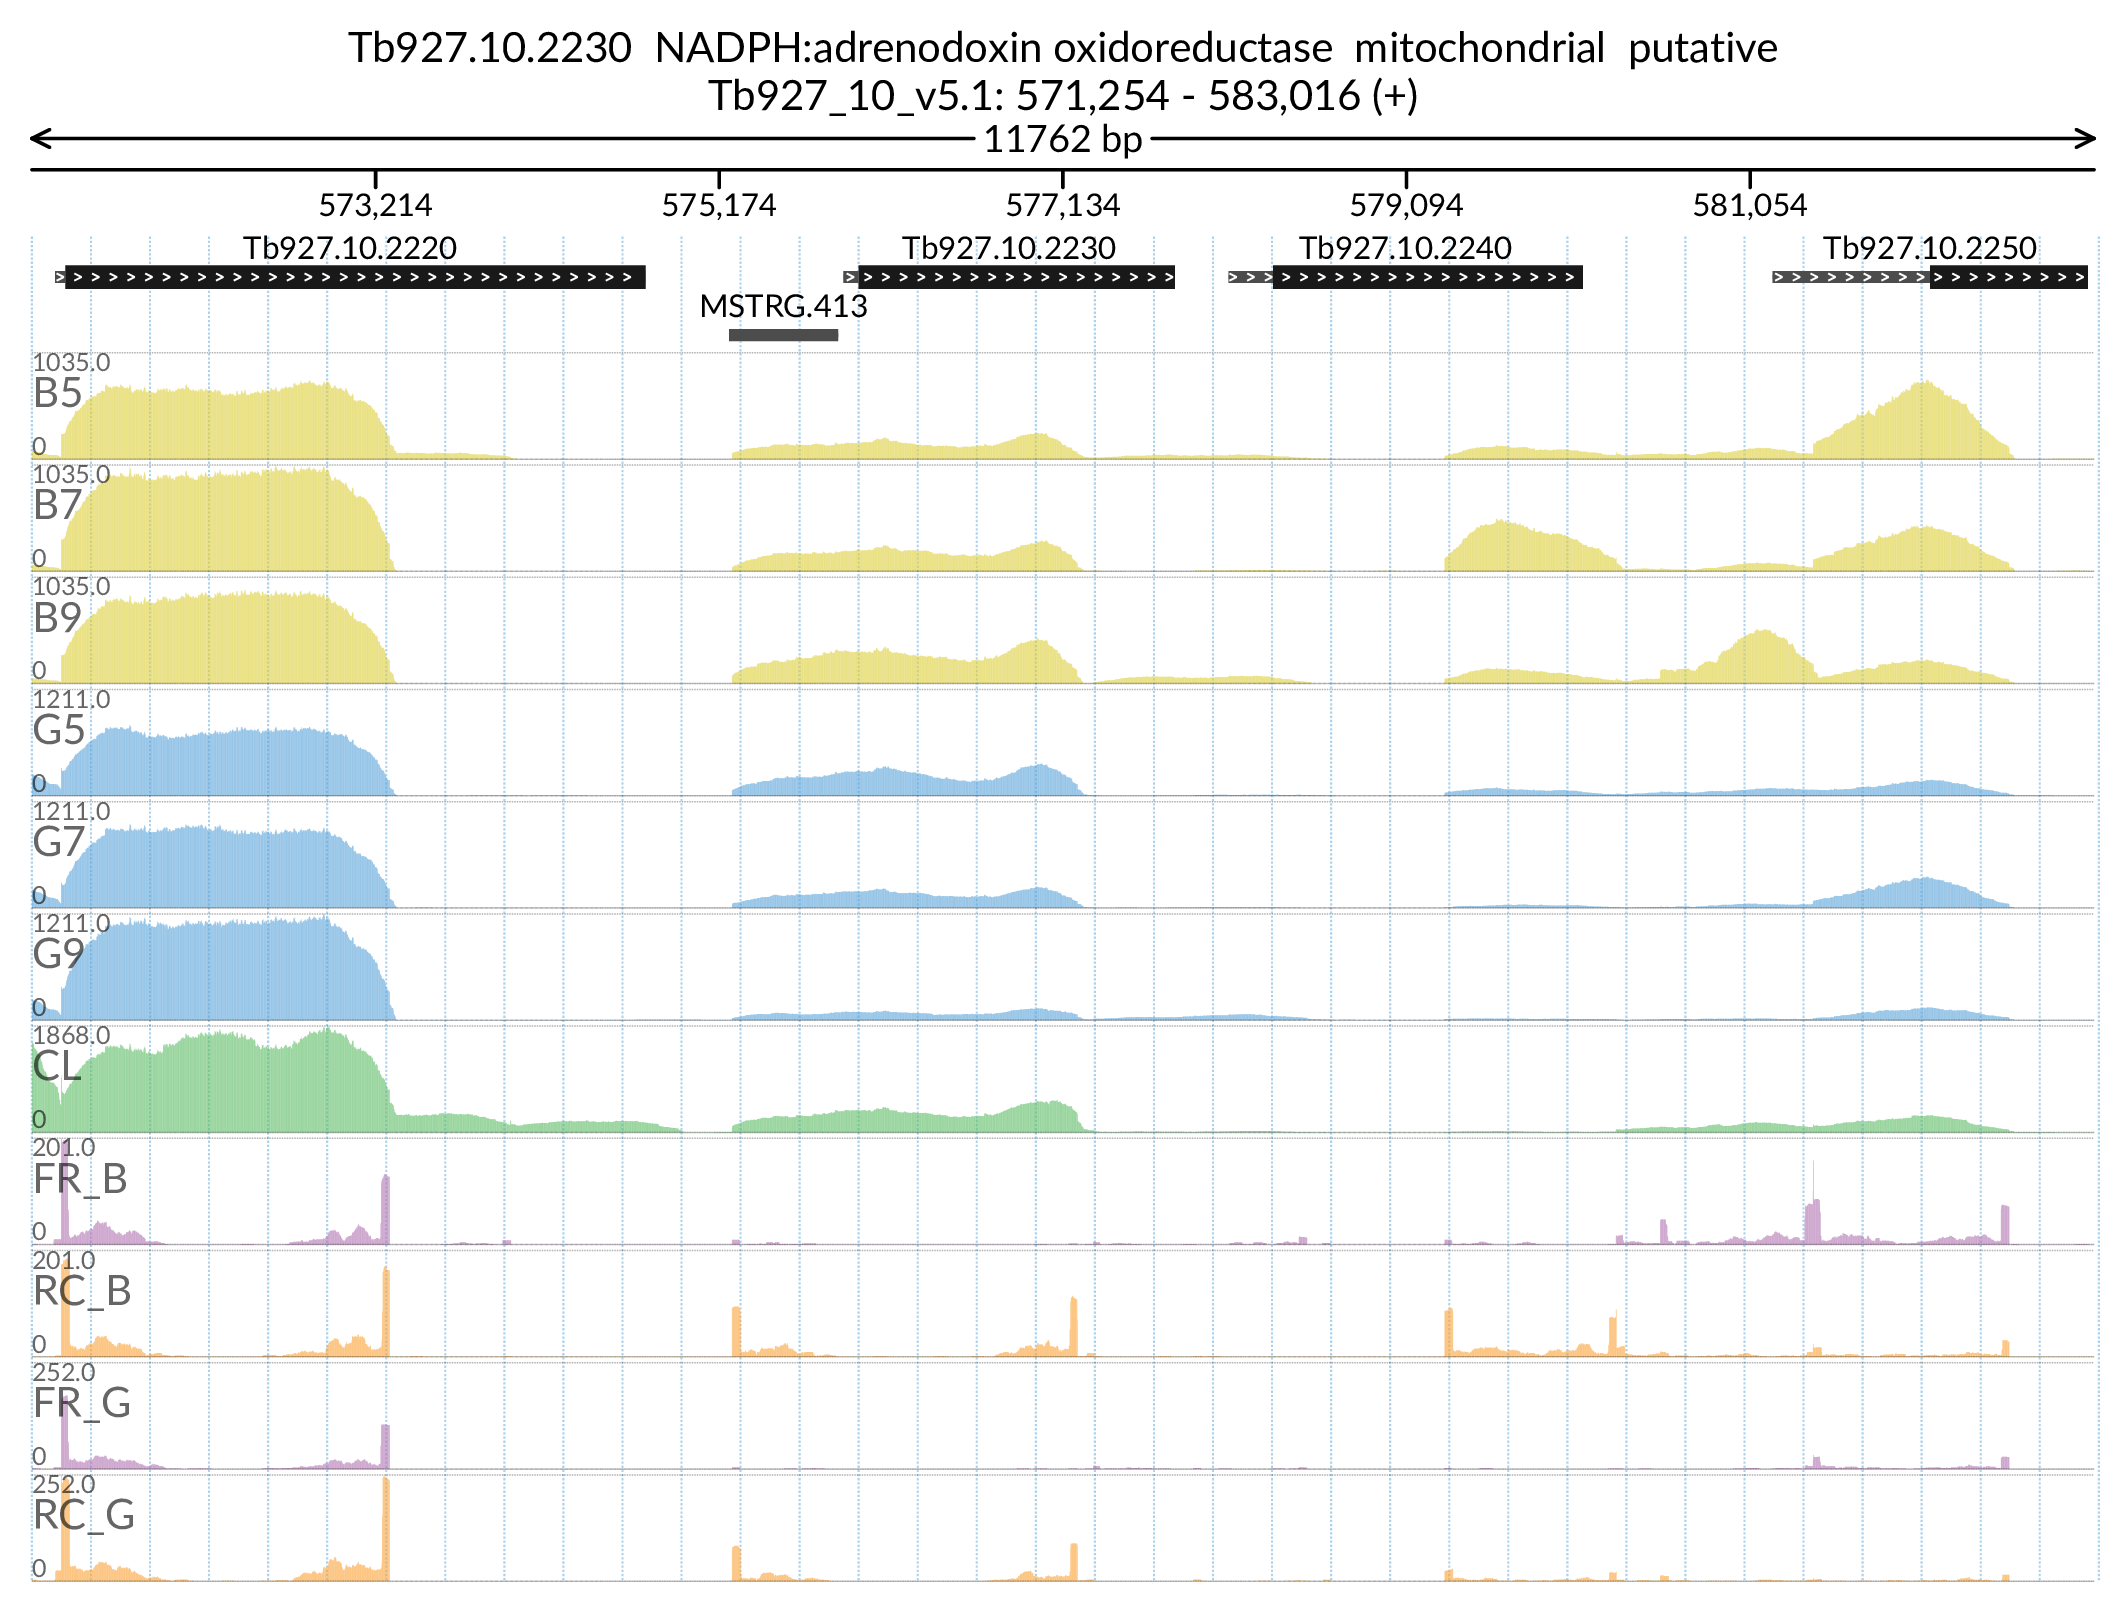 Tb927.10.2230  NADPH:adrenodoxin oxidoreductase  mitochondrial  putative
Tb927_10_v5.1: 571,254 - 583,016 (+)
11762 bp
573,214 575,174 577,134 579,094 581,054
Tb927.10.2220 Tb927.10.2230 Tb927.10.2240 Tb927.10.2250
MSTRG.413
1035.0
B5
0
1035.0
B7
0
1035.0
B9
0
1211.0
G5
0
1211.0
G7
0
1211.0
G9
0
1868.0
CL
0
201.0
FR_B
0
201.0
RC_B
0
252.0
FR_G
0
252.0
RC_G
0